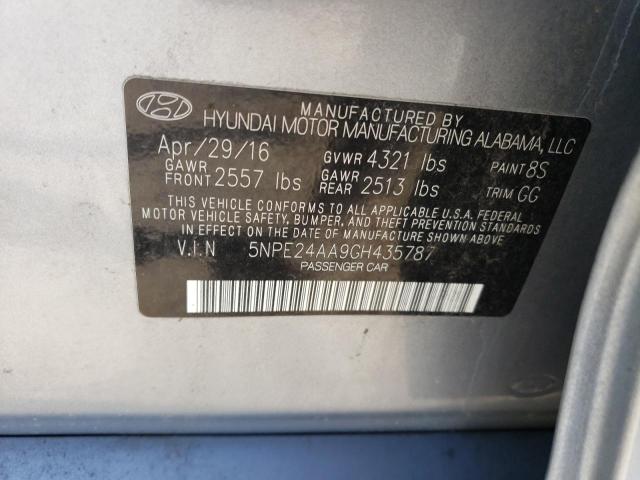 MANUFACTURED BY
HYUNDAI MOTOR MANUFACTURING ALABAMA, LLC
Apr/29/16 GVWR 4321 lbs PAINT 8S
GAWR FRONT 2557 lbs GAWR REAR 2513 lbs TRIM GG
THIS VEHICLE CONFORMS TO ALL APPLICABLE U.S.A. FEDERAL
MOTOR VEHICLE SAFETY, BUMPER, AND THEFT PREVENTION STANDARDS
IN EFFECT ON THE DATE OF MANUFACTURE SHOWN ABOVE
V.I.N 5NPE24AA9GH435787
PASSENGER CAR